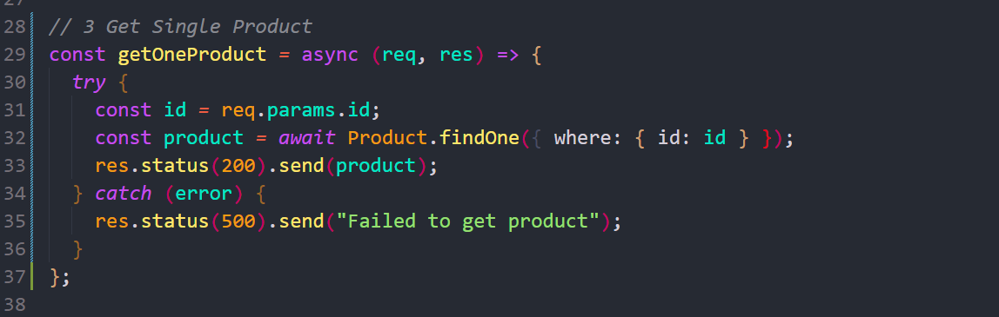 27
28 // 3 Get Single Product
29 const getOneProduct = async (req, res) => {
30 try {
31 const id = req.params.id;
32 const product = await Product.findOne({ where: { id: id } });
33 res.status(200).send(product);
34 } catch (error) {
35 res.status(500).send("Failed to get product");
36 }
37 };
38